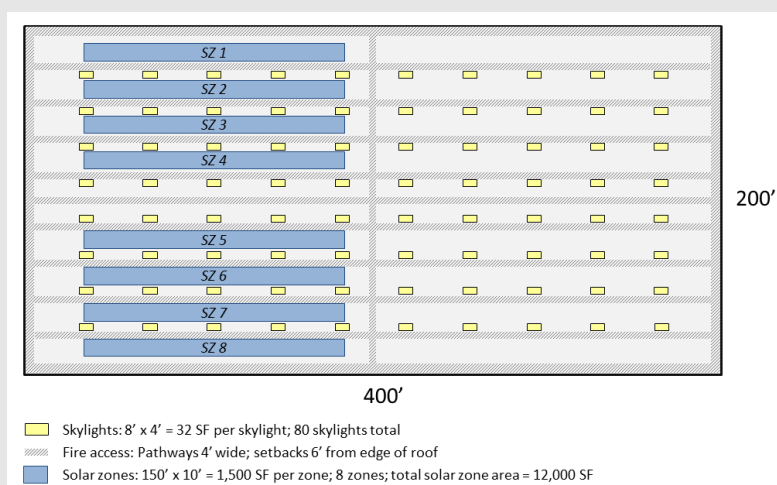 SZ 1
SZ 2
SZ 3
SZ 4
200’
SZ 5
SZ 6
SZ 7
SZ 8
400’
Skylights: 8’ x 4’ = 32 SF per skylight; 80 skylights total
Fire access: Pathways 4’ wide; setbacks 6’ from edge of roof
Solar zones: 150’ x 10’ = 1,500 SF per zone; 8 zones; total solar zone area = 12,000 SF